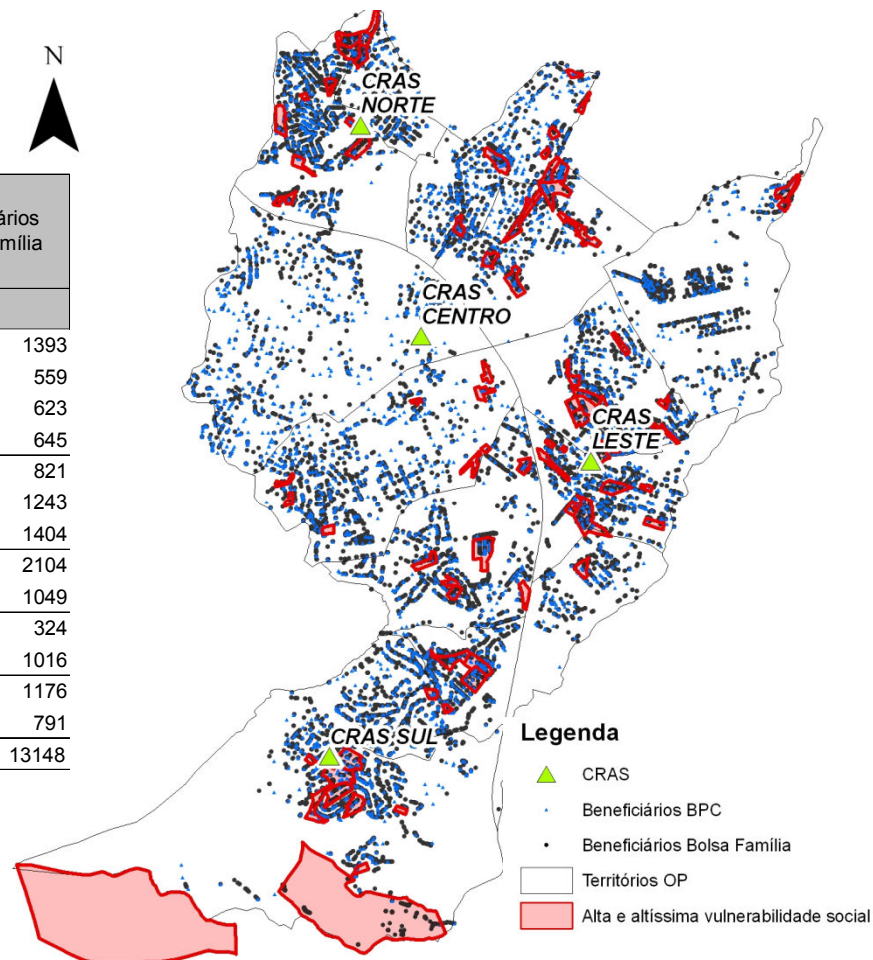 N
ários
mília
1393
559
623
645
821
1243
1404
2104
1049
324
1016
1176
791
13148
CRAS
NORTE
CRAS
CENTRO
CRAS
LESTE
CRAS SUL
Legenda
CRAS
Beneficiários BPC
Beneficiários Bolsa Família
Territórios OP
Alta e altíssima vulnerabilidade social